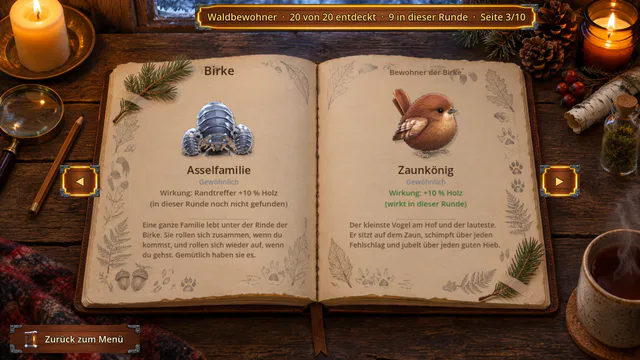 Waldbewohner · 20 von 20 entdeckt · 9 in dieser Runde · Seite 3/10
Birke
Asselfamilie
Gewöhnlich
Wirkung: Randtreffer +10 % Holz
(in dieser Runde noch nicht gefunden)
Eine ganze Familie lebt unter der Rinde der
Birke. Sie rollen sich zusammen, wenn du
kommst, und rollen sich wieder auf, wenn
du gehst. Gemütlich haben sie es.
Bewohner der Birke
Zaunkönig
Gewöhnlich
Wirkung: +10 % Holz
(wirkt in dieser Runde)
Der kleinste Vogel am Hof und der lauteste.
Er sitzt auf dem Zaun, schimpft über jeden
Fehlschlag und jubelt über jeden guten Hieb.
Zurück zum Menü